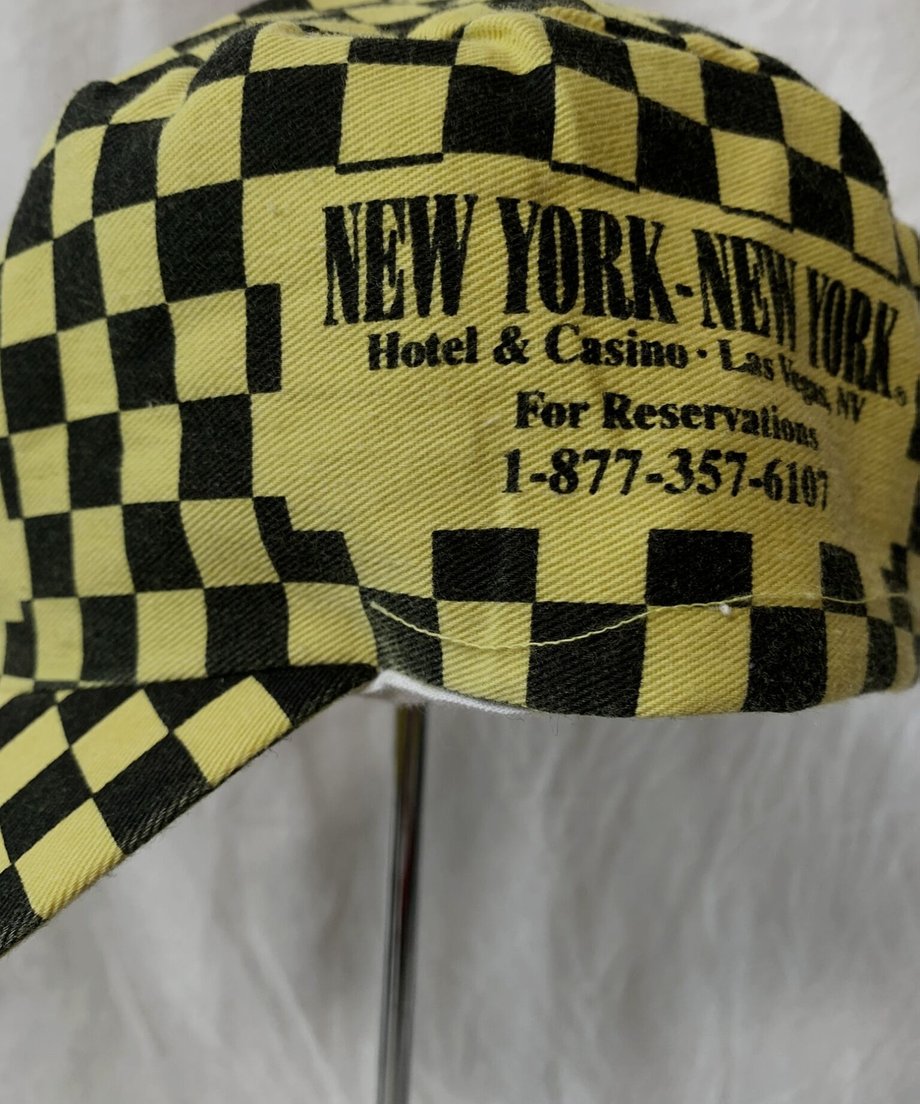 NEW YORK-NEW YORK®
Hotel & Casino · Las Vegas, NV
For Reservations
1-877-357-6107